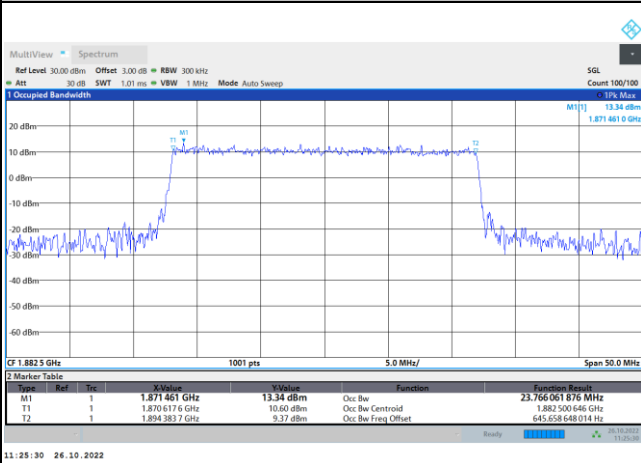 MultiView Spectrum
Ref Level 30.00 dBm Offset 3.00 dB RBW 300 kHz SGL
Att 30 dB SWT 1.01 ms VBW 1 MHz Mode Auto Sweep Count 100/100
1 Occupied Bandwidth 1Pk Max
M1[1] 13.34 dBm
1.871 461 0 GHz
20 dBm
M1
T1
T2
10 dBm
0 dBm
-10 dBm
-20 dBm
-30 dBm
-40 dBm
-50 dBm
-60 dBm
CF 1.882 5 GHz 1001 pts 5.0 MHz/ Span 50.0 MHz
2 Marker Table
Type Ref Trc X-Value Y-Value Function Function Result
M1 1 1.871 461 GHz 13.34 dBm Occ Bw 23.766 061 876 MHz
T1 1 1.870 617 6 GHz 10.60 dBm Occ Bw Centroid 1.882 500 646 GHz
T2 1 1.894 383 7 GHz 9.37 dBm Occ Bw Freq Offset 645.658 648 014 Hz
Ready 26.10.2022
11:25:30
11:25:30 26.10.2022